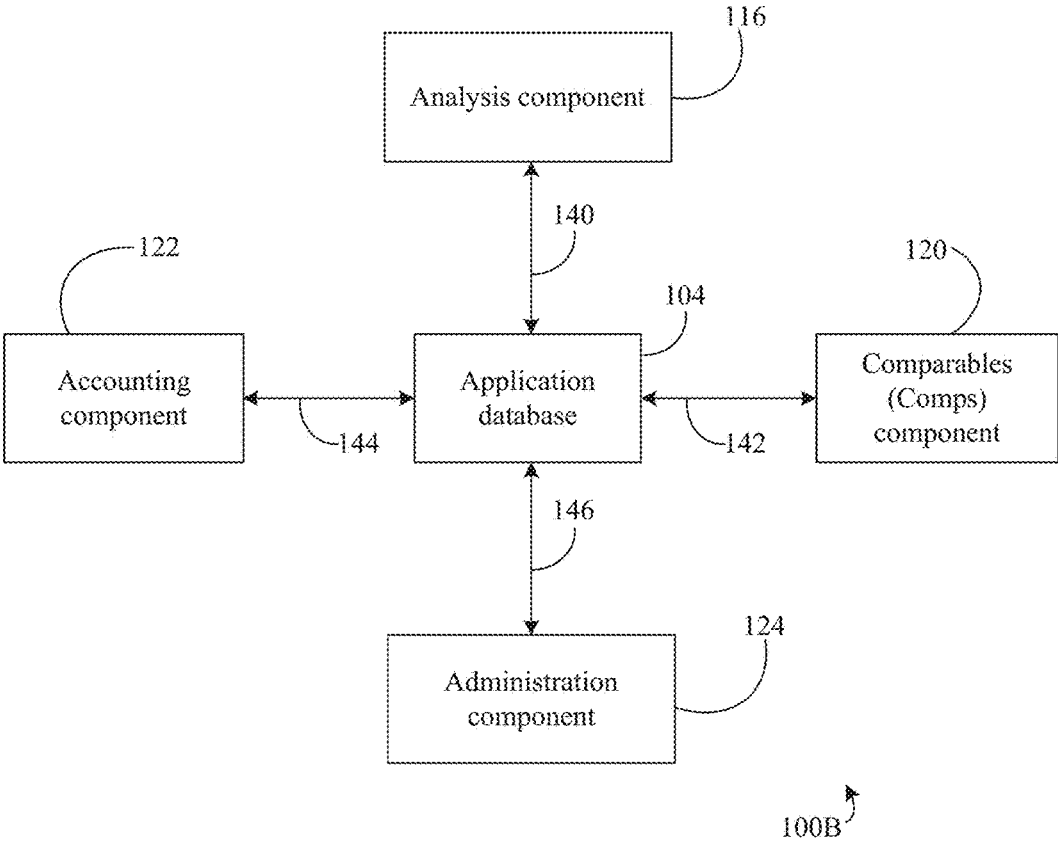 116
Analysis component
140
122
120
104
Accounting
component
Application
database
Comparables
(Comps)
component
144
142
146
124
Administration
component
100B